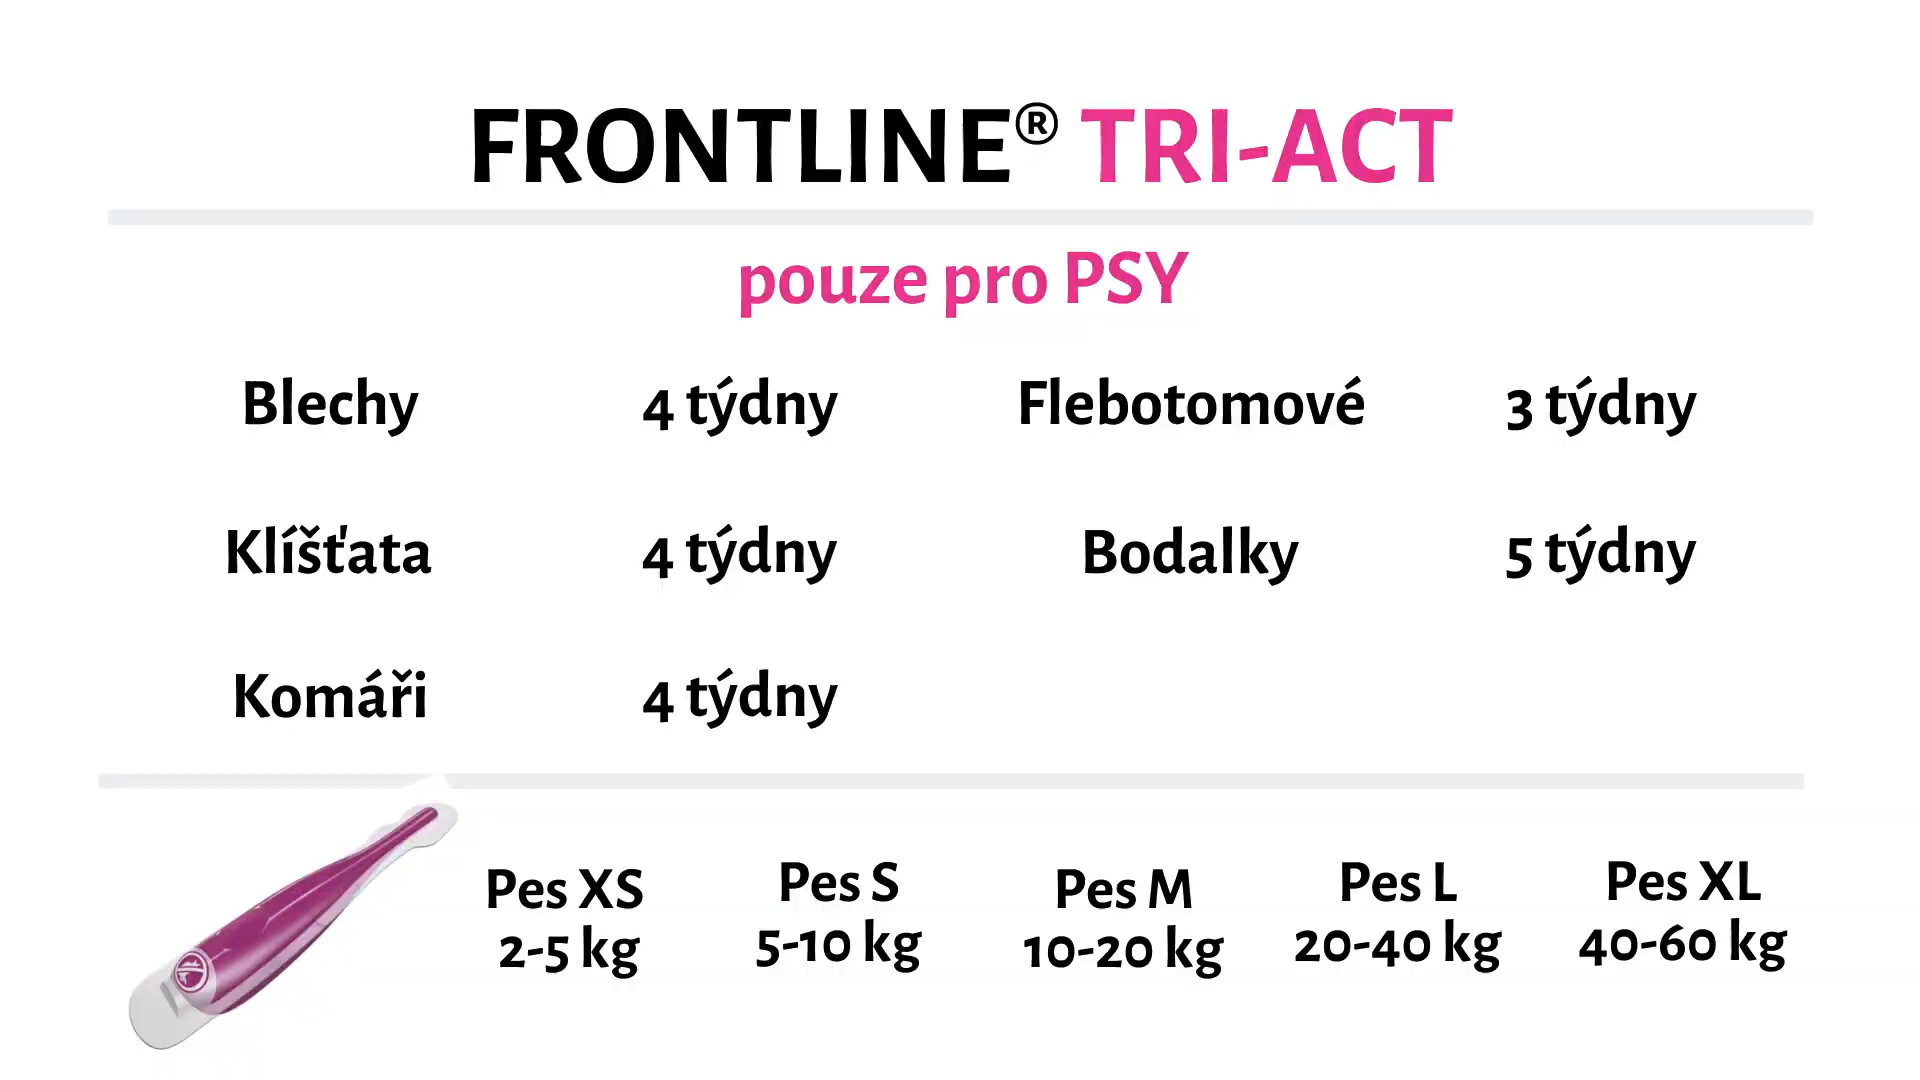 FRONTLINE® TRI-ACT
pouze pro PSY
Blechy 4 týdny Flebotomové 3 týdny
Klíšťata 4 týdny Bodalky 5 týdny
Komáři 4 týdny
Pes XS Pes S Pes M Pes L Pes XL
2-5 kg 5-10 kg 10-20 kg 20-40 kg 40-60 kg